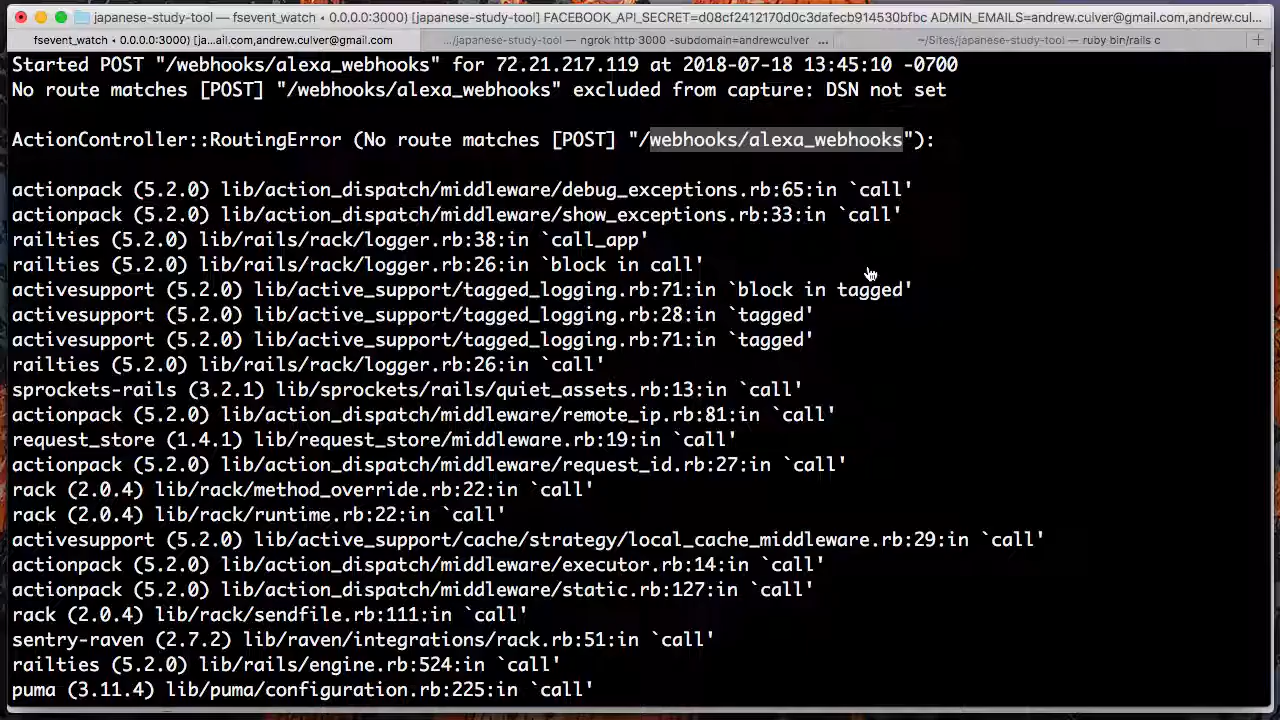 japanese-study-tool — fsevent_watch • 0.0.0.0:3000) [japanese-study-tool] FACEBOOK_API_SECRET=d08cf2412170d0c3dafecb914530bfbc ADMIN_EMAILS=andrew.culver@gmail.com,andrew.cul...
fsevent_watch • 0.0.0.0:3000) [ja...ail.com,andrew.culver@gmail.com
.../japanese-study-tool — ngrok http 3000 -subdomain=andrewculver ...
~/Sites/japanese-study-tool — ruby bin/rails c
Started POST "/webhooks/alexa_webhooks" for 72.21.217.119 at 2018-07-18 13:45:10 -0700
No route matches [POST] "/webhooks/alexa_webhooks" excluded from capture: DSN not set
ActionController::RoutingError (No route matches [POST] "/webhooks/alexa_webhooks"):
actionpack (5.2.0) lib/action_dispatch/middleware/debug_exceptions.rb:65:in `call'
actionpack (5.2.0) lib/action_dispatch/middleware/show_exceptions.rb:33:in `call'
railties (5.2.0) lib/rails/rack/logger.rb:38:in `call_app'
railties (5.2.0) lib/rails/rack/logger.rb:26:in `block in call'
activesupport (5.2.0) lib/active_support/tagged_logging.rb:71:in `block in tagged'
activesupport (5.2.0) lib/active_support/tagged_logging.rb:28:in `tagged'
activesupport (5.2.0) lib/active_support/tagged_logging.rb:71:in `tagged'
railties (5.2.0) lib/rails/rack/logger.rb:26:in `call'
sprockets-rails (3.2.1) lib/sprockets/rails/quiet_assets.rb:13:in `call'
actionpack (5.2.0) lib/action_dispatch/middleware/remote_ip.rb:81:in `call'
request_store (1.4.1) lib/request_store/middleware.rb:19:in `call'
actionpack (5.2.0) lib/action_dispatch/middleware/request_id.rb:27:in `call'
rack (2.0.4) lib/rack/method_override.rb:22:in `call'
rack (2.0.4) lib/rack/runtime.rb:22:in `call'
activesupport (5.2.0) lib/active_support/cache/strategy/local_cache_middleware.rb:29:in `call'
actionpack (5.2.0) lib/action_dispatch/middleware/executor.rb:14:in `call'
actionpack (5.2.0) lib/action_dispatch/middleware/static.rb:127:in `call'
rack (2.0.4) lib/rack/sendfile.rb:111:in `call'
sentry-raven (2.7.2) lib/raven/integrations/rack.rb:51:in `call'
railties (5.2.0) lib/rails/engine.rb:524:in `call'
puma (3.11.4) lib/puma/configuration.rb:225:in `call'